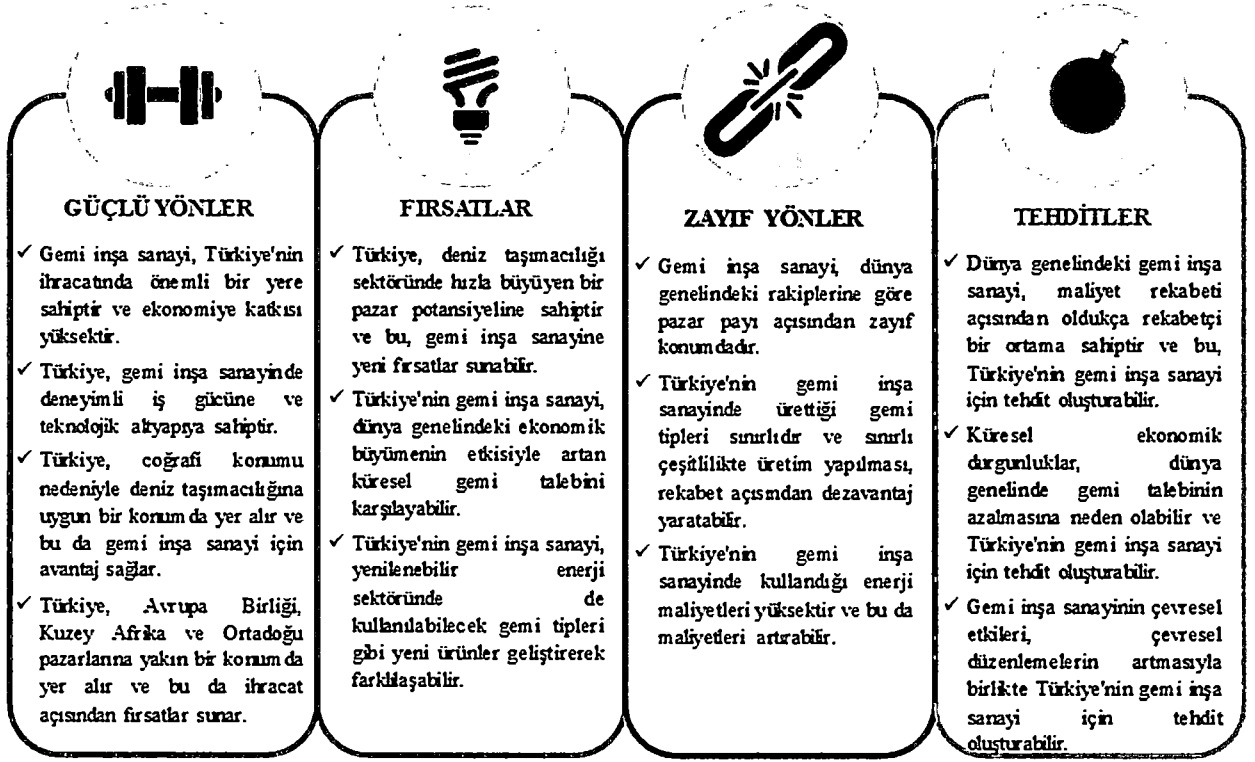 GÜÇLÜ YÖNLER
✓ Gemi inşa sanayi, Türkiye'nin
ihracatında önemli bir yere
sahiptir ve ekonomiye katkısı
yüksektir.
✓ Türkiye, gemi inşa sanayinde
deneyimli iş gücüne ve
teknolojik altyapıya sahiptir.
✓ Türkiye, coğrafi konumu
nedeniyle deniz taşımacılığına
uygun bir konumda yer alır ve
bu da gemi inşa sanayi için
avantaj sağlar.
✓ Türkiye, Avrupa Birliği,
Kuzey Afrika ve Ortadoğu
pazarlarına yakın bir konumda
yer alır ve bu da ihracat
açısından fırsatlar sunar.
FIRSATLAR
✓ Türkiye, deniz taşımacılığı
sektöründe hızla büyüyen bir
pazar potansiyeline sahiptir
ve bu, gemi inşa sanayine
yeni fırsatlar sunabilir.
✓ Türkiye'nin gemi inşa sanayi,
dünya genelindeki ekonomik
büyümenin etkisiyle artan
küresel gemi talebini
karşılayabilir.
✓ Türkiye'nin gemi inşa sanayi,
yenilenebilir enerji
sektöründe de
kullanılabilecek gemi tipleri
gibi yeni ürünler geliştirerek
farklılaşabilir.
ZAYIF YÖNLER
✓ Gemi inşa sanayi, dünya
genelindeki rakiplerine göre
pazar payı açısından zayıf
konumdadır.
✓ Türkiye'nin gemi inşa
sanayinde ürettiği gemi
tipleri sınırlıdır ve sınırlı
çeşitlilikte üretim yapılması,
rekabet açısından dezavantaj
yaratabilir.
✓ Türkiye'nin gemi inşa
sanayinde kullandığı enerji
maliyetleri yüksektir ve bu da
maliyetleri artırabilir.
TEHDİTLER
✓ Dünya genelindeki gemi inşa
sanayi, maliyet rekabeti
açısından oldukça rekabetçi
bir ortama sahiptir ve bu,
Türkiye'nin gemi inşa sanayi
için tehdit oluşturabilir.
✓ Küresel ekonomik
durgunluklar, dünya
genelinde gemi talebinin
azalmasına neden olabilir ve
Türkiye'nin gemi inşa sanayi
için tehdit oluşturabilir.
✓ Gemi inşa sanayinin çevresel
etkileri, çevresel
düzenlemelerin artmasıyla
birlikte Türkiye'nin gemi inşa
sanayi için tehdit
oluşturabilir.